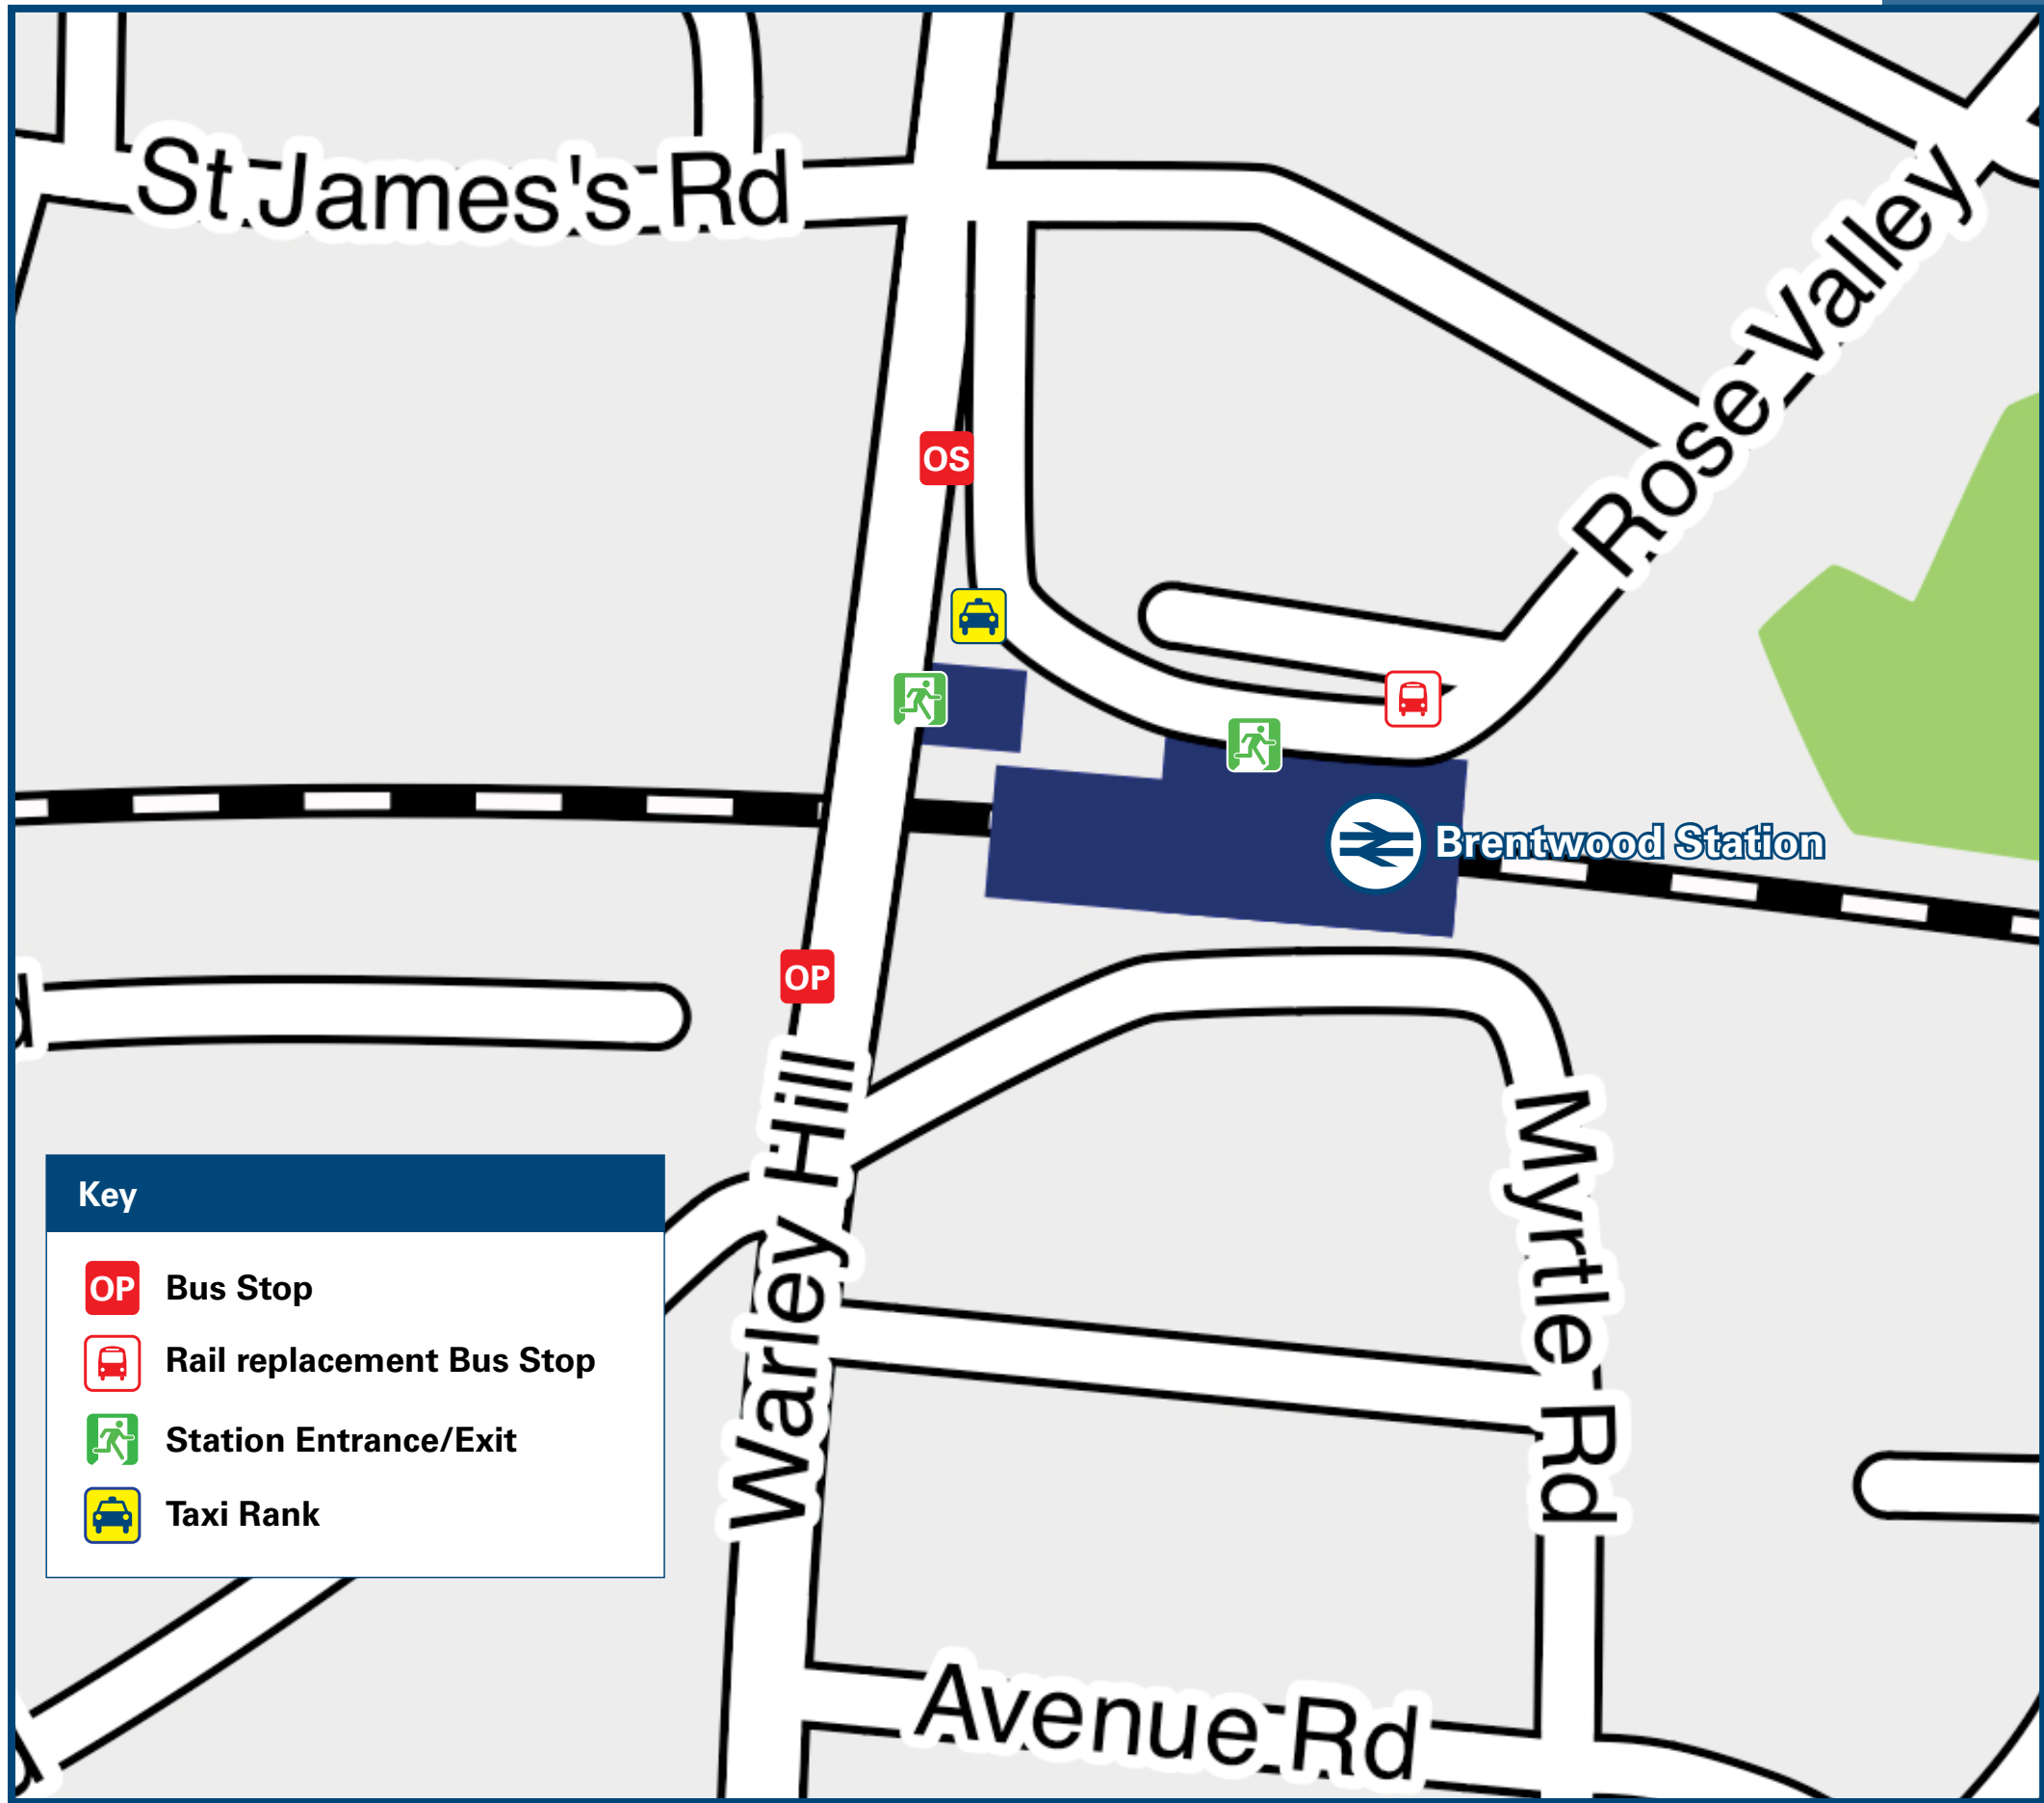 St James's Rd
Rose Valley
OS
Brentwood Station
OP
Warley Hill
Myrtle Rd
Avenue Rd
Key
OP Bus Stop
Rail replacement Bus Stop
Station Entrance/Exit
Taxi Rank